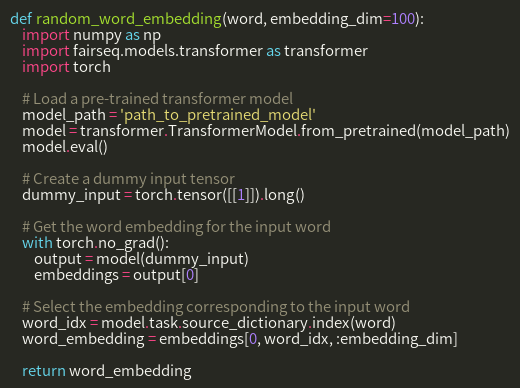 def random_word_embedding(word, embedding_dim=100):
    import numpy as np
    import fairseq.models.transformer as transformer
    import torch

    # Load a pre-trained transformer model
    model_path = 'path_to_pretrained_model'
    model = transformer.TransformerModel.from_pretrained(model_path)
    model.eval()

    # Create a dummy input tensor
    dummy_input = torch.tensor([[1]]).long()

    # Get the word embedding for the input word
    with torch.no_grad():
        output = model(dummy_input)
        embeddings = output[0]

    # Select the embedding corresponding to the input word
    word_idx = model.task.source_dictionary.index(word)
    word_embedding = embeddings[0, word_idx, :embedding_dim]

    return word_embedding